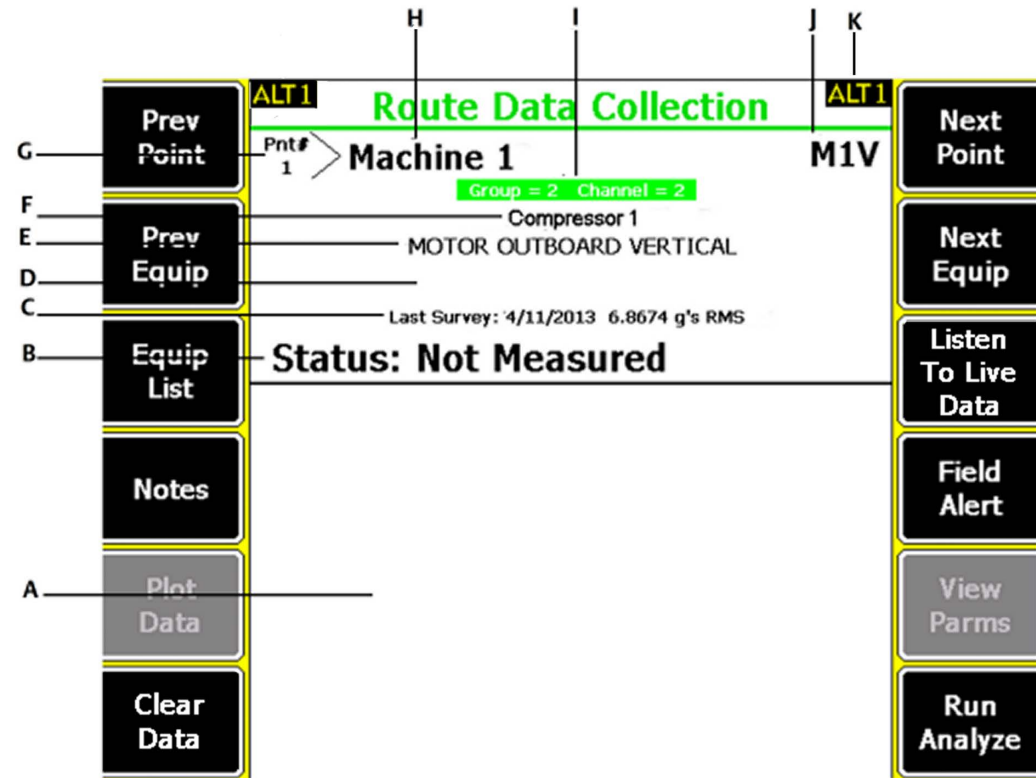 H I J K
ALT1 Route Data Collection ALT1
Prev
Point
Next
Point
G
Pnt#
1
Machine 1
M1V
Group = 2 Channel = 2
F
Compressor 1
E
MOTOR OUTBOARD VERTICAL
Prev
Equip
Next
Equip
D
C
Last Survey: 4/11/2013 6.8674 g's RMS
B
Status: Not Measured
Equip
List
Listen
To Live
Data
Notes
Field
Alert
A
Plot
Data
View
Parms
Clear
Data
Run
Analyze